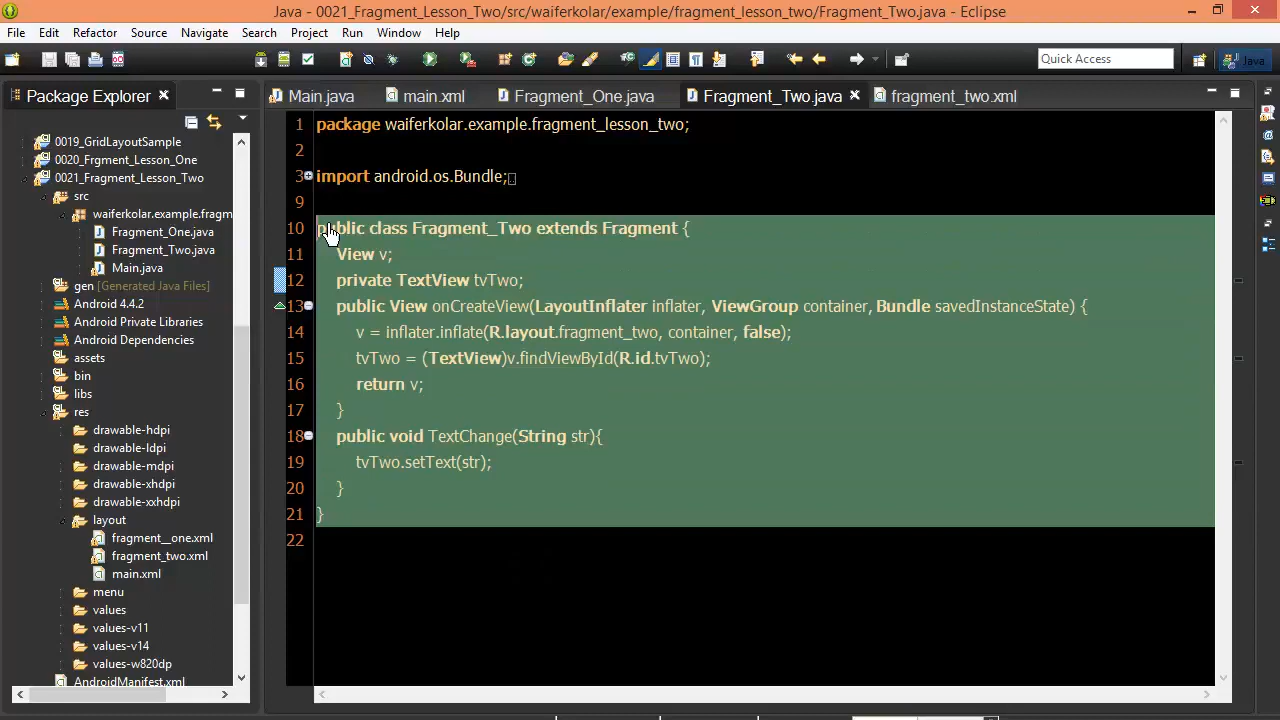 Java - 0021_Fragment_Lesson_Two/src/waiferkolar/example/fragment_lesson_two/Fragment_Two.java - Eclipse
File Edit Refactor Source Navigate Search Project Run Window Help
Quick Access
Java
Package Explorer
0019_GridLayoutSample
0020_Frgment_Lesson_One
0021_Fragment_Lesson_Two
src
waiferkolar.example.fragm
Fragment_One.java
Fragment_Two.java
Main.java
gen [Generated Java Files]
Android 4.4.2
Android Private Libraries
Android Dependencies
assets
bin
libs
res
drawable-hdpi
drawable-ldpi
drawable-mdpi
drawable-xhdpi
drawable-xxhdpi
layout
fragment__one.xml
fragment_two.xml
main.xml
menu
values
values-v11
values-v14
values-w820dp
AndroidManifest.xml
Main.java main.xml Fragment_One.java Fragment_Two.java fragment_two.xml
1 package waiferkolar.example.fragment_lesson_two;
2
3 import android.os.Bundle;
9
10 public class Fragment_Two extends Fragment {
11 View v;
12 private TextView tvTwo;
13 public View onCreateView(LayoutInflater inflater, ViewGroup container, Bundle savedInstanceState) {
14 v = inflater.inflate(R.layout.fragment_two, container, false);
15 tvTwo = (TextView)v.findViewById(R.id.tvTwo);
16 return v;
17 }
18 public void TextChange(String str){
19 tvTwo.setText(str);
20 }
21 }
22